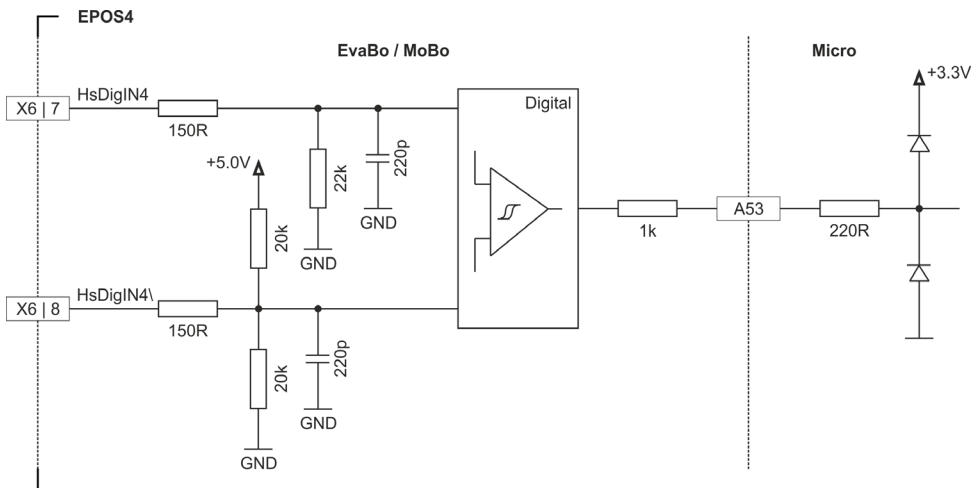 EPOS4
EvaBo / MoBo
Micro
+3.3V
HsDigIN4
Digital
X6 | 7
150R
22k
220p
+5.0V
GND
20k
GND
A53
1k
220R
HsDigIN4\
X6 | 8
150R
20k
220p
GND
GND